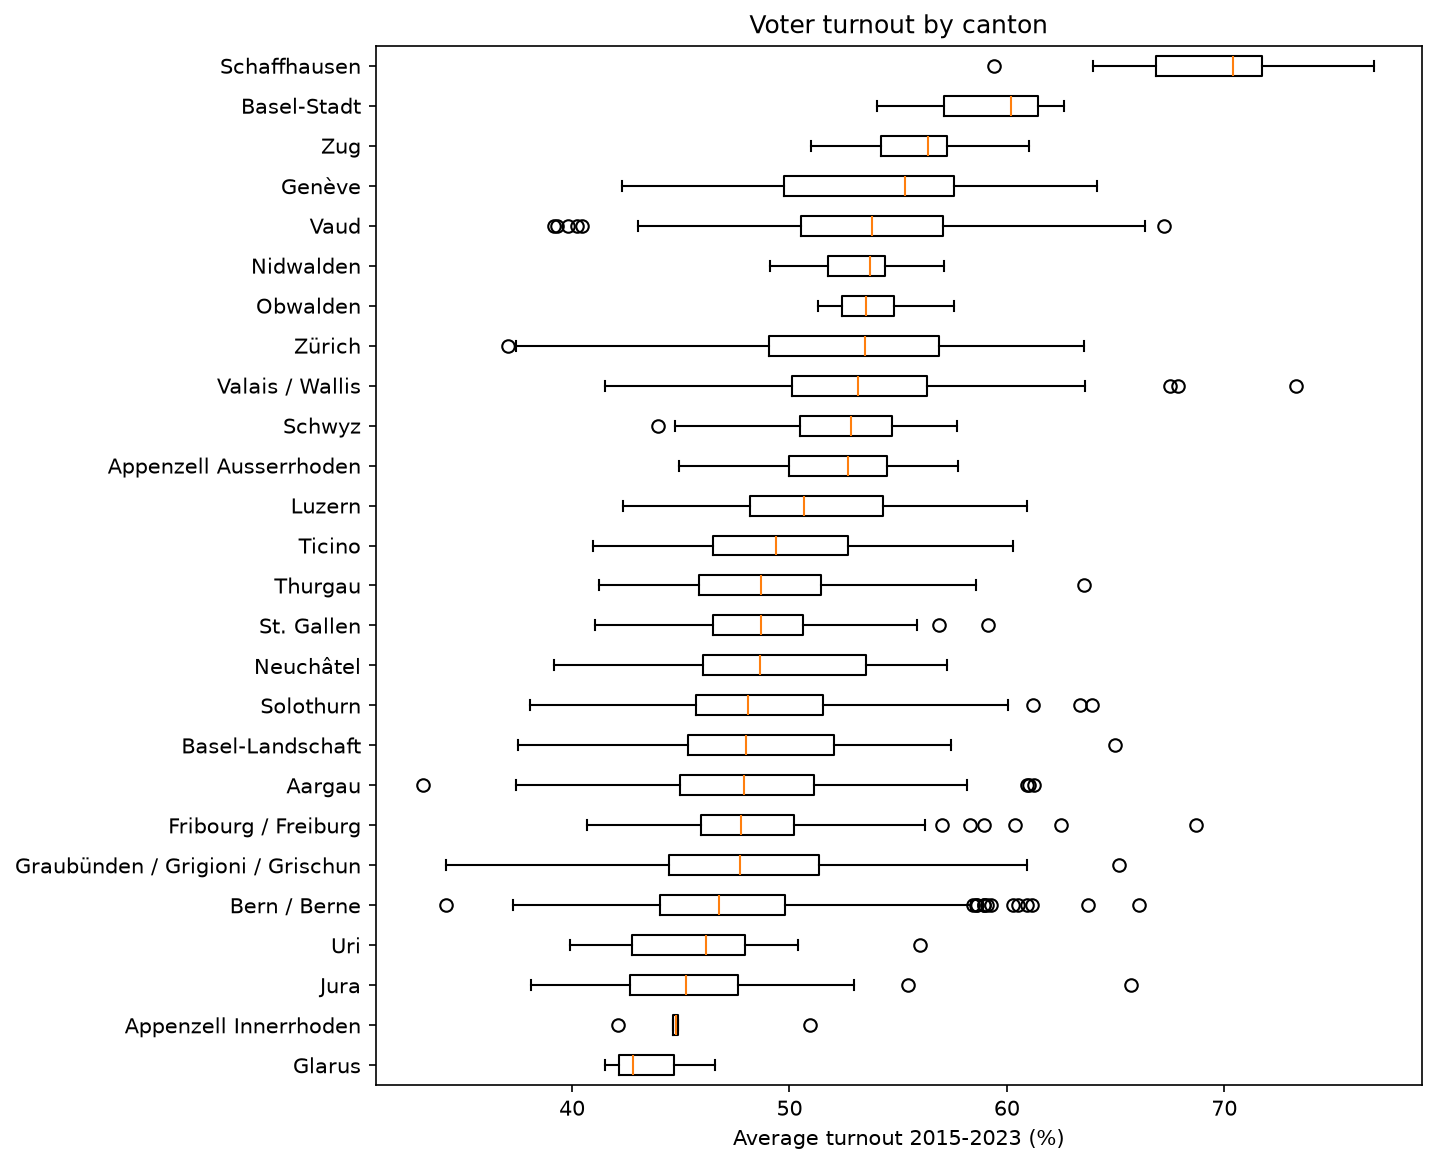 Voter turnout by canton
Schaffhausen
Basel-Stadt
Zug
Genève
Vaud
Nidwalden
Obwalden
Zürich
Valais / Wallis
Schwyz
Appenzell Ausserrhoden
Luzern
Ticino
Thurgau
St. Gallen
Neuchâtel
Solothurn
Basel-Landschaft
Aargau
Fribourg / Freiburg
Graubünden / Grigioni / Grischun
Bern / Berne
Uri
Jura
Appenzell Innerrhoden
Glarus
40 50 60 70
Average turnout 2015-2023 (%)